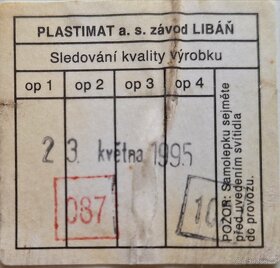 PLASTIMAT a. s. závod LIBÁŇ
Sledování kvality výrobku
op 1 op 2 op 3 op 4
23 května 1995
087
POZOR: Samolepku sejměte
před uvedením svítidla
do provozu.